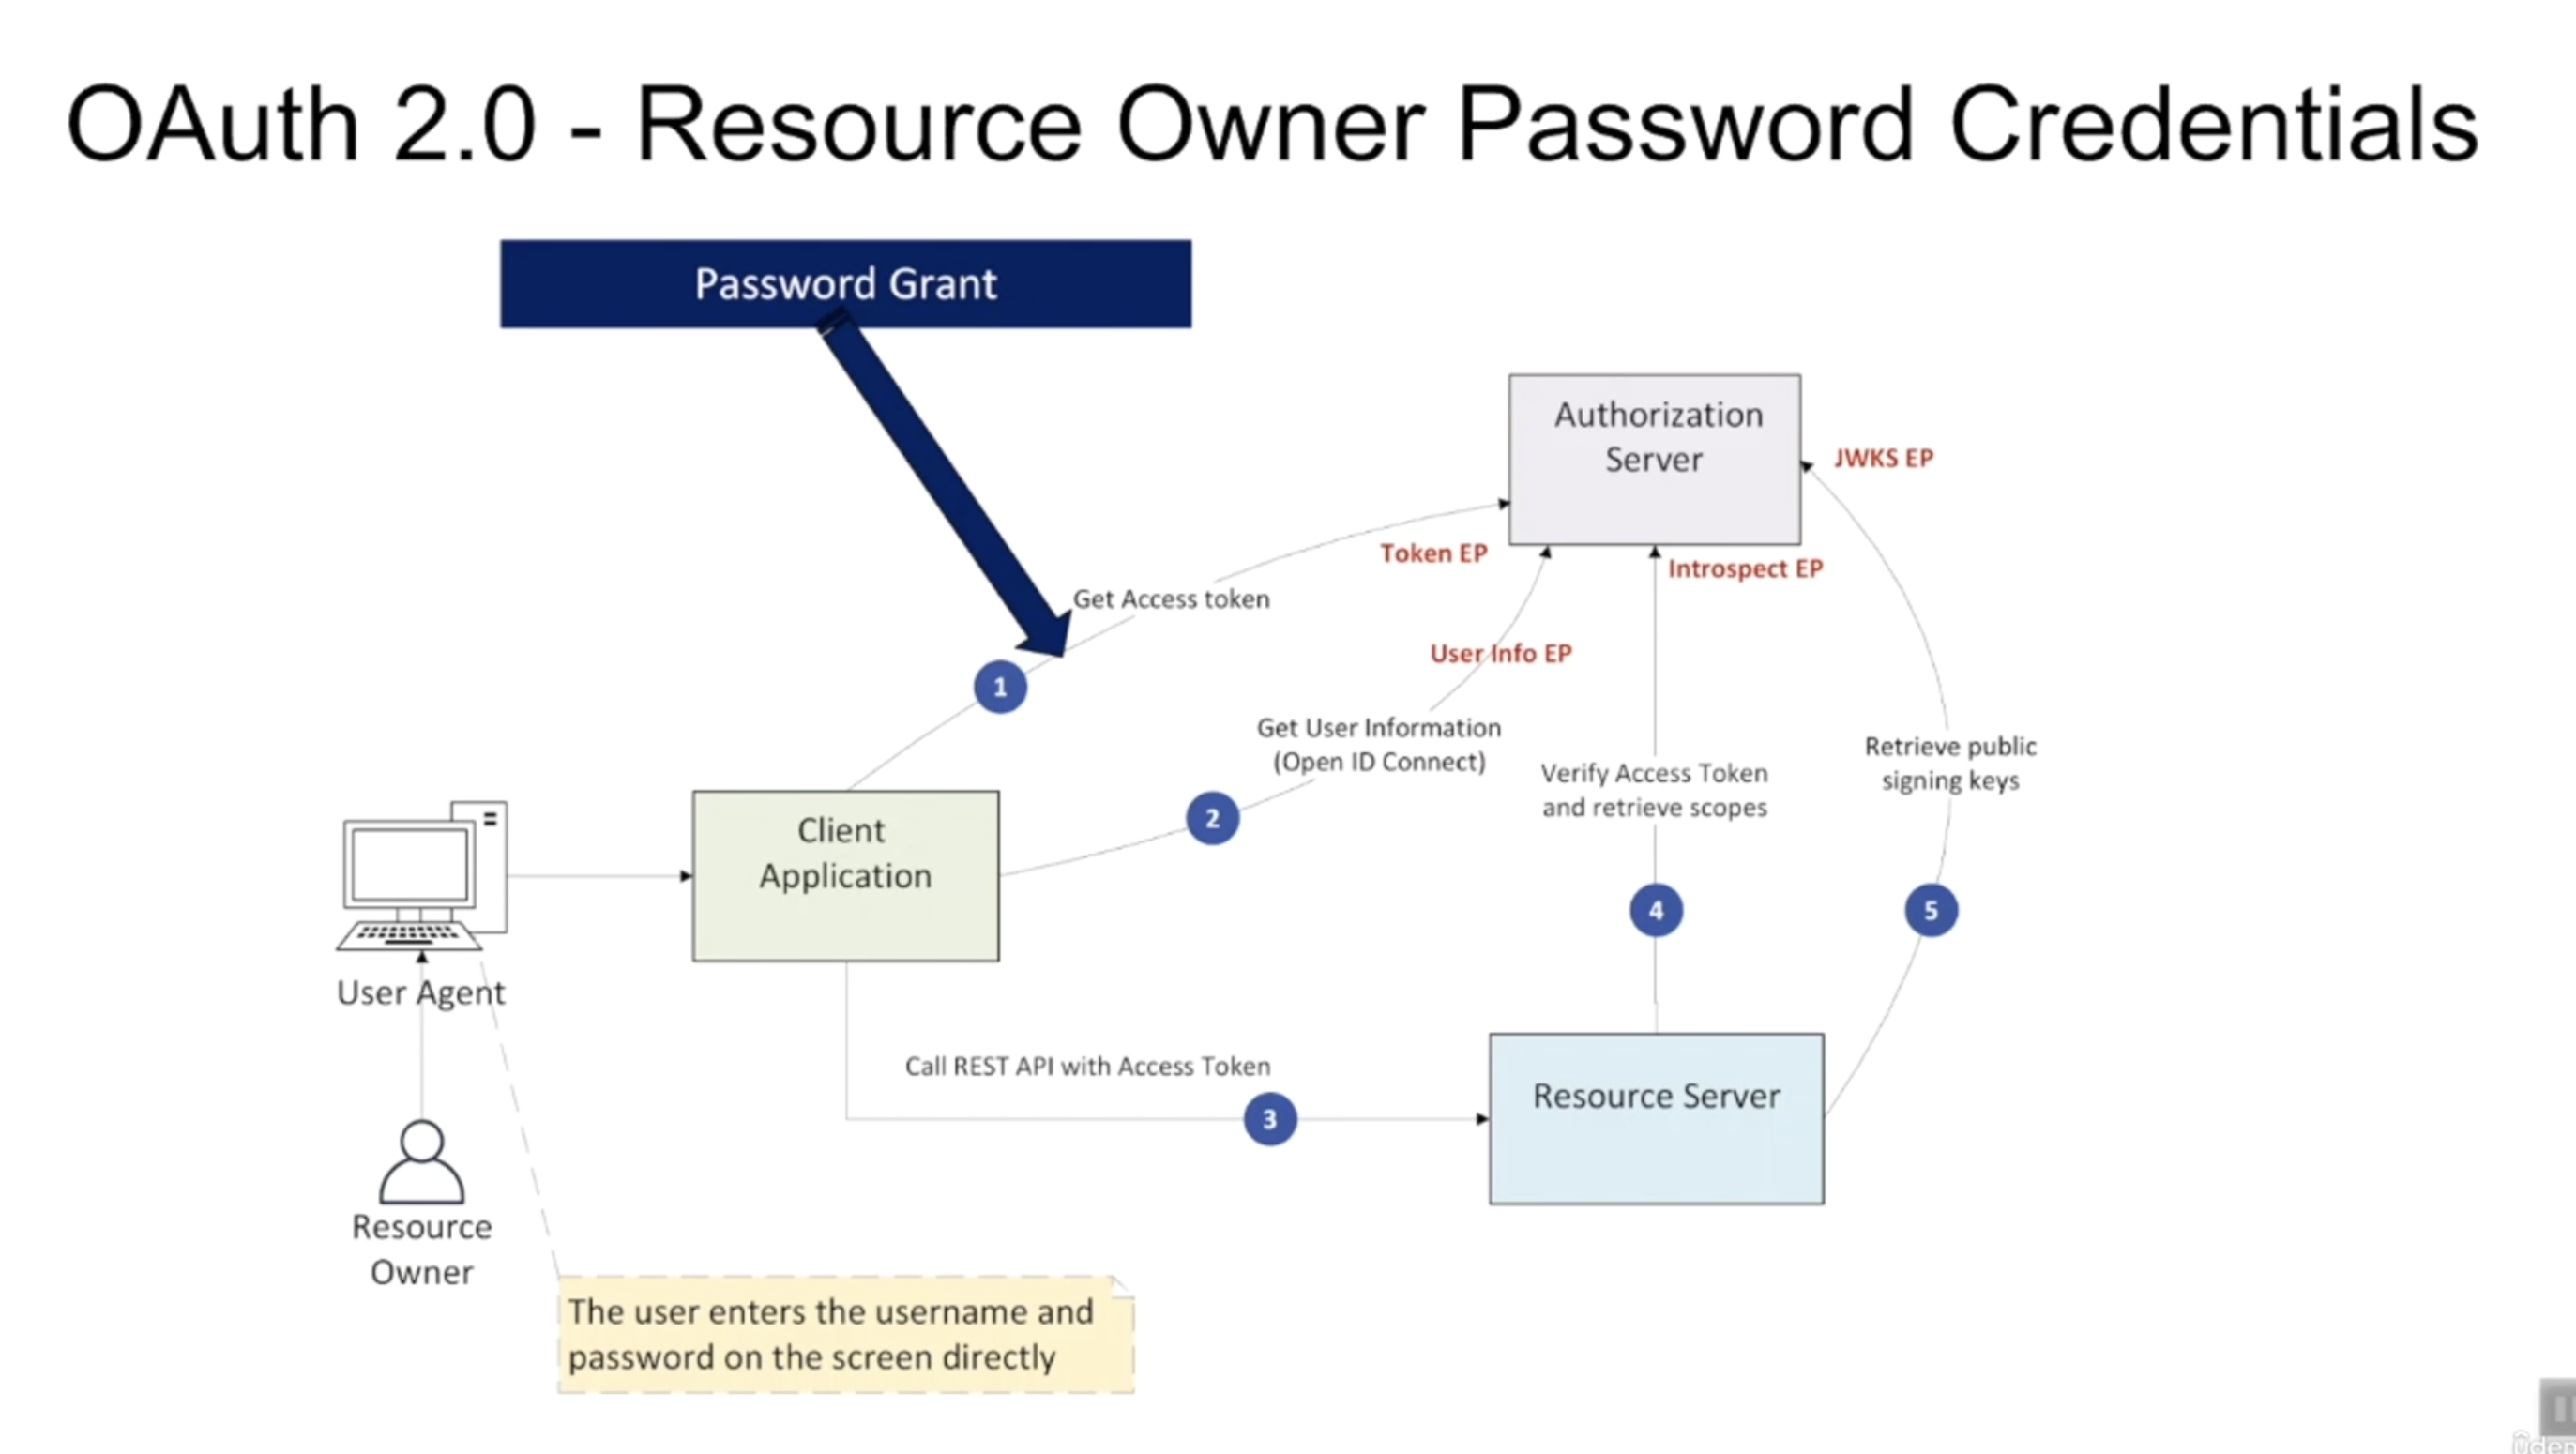 OAuth 2.0 - Resource Owner Password Credentials
Password Grant
Authorization
Server
JWKS EP
Token EP
Introspect EP
Get Access token
User Info EP
1
Get User Information
(Open ID Connect)
Retrieve public
signing keys
Verify Access Token
and retrieve scopes
2
Client
Application
4
5
User Agent
Call REST API with Access Token
3
Resource Server
Resource
Owner
The user enters the username and
password on the screen directly